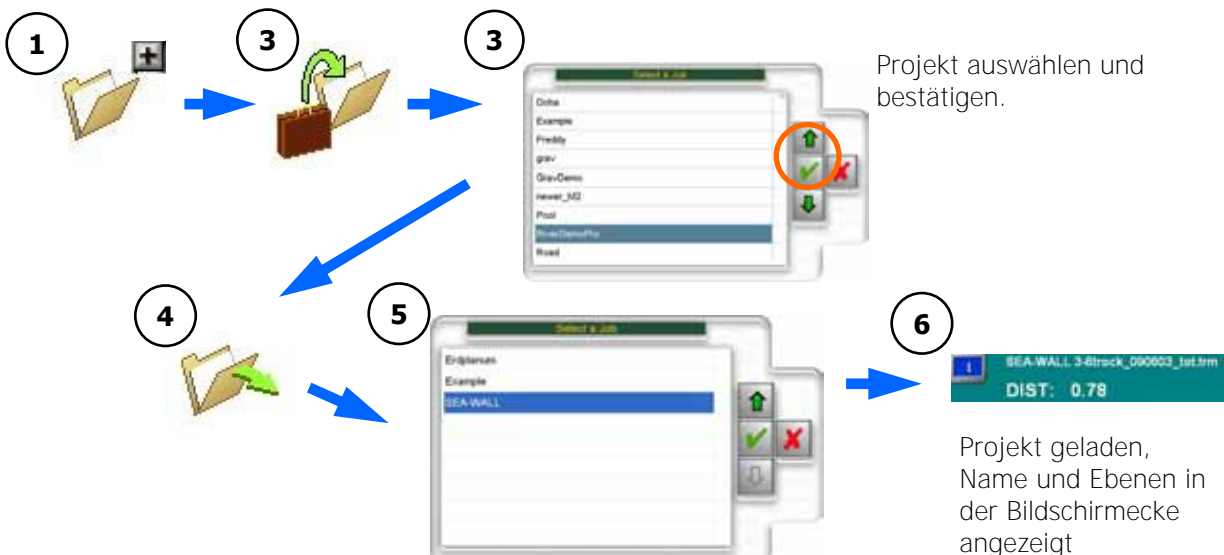 1
3
3
Select a Job
Doha
Example
Freddy
grav
GravDemo
newer_M2
Pool
RiverDemoPro
Road
Projekt auswählen und
bestätigen.
4
5
Select a Job
Erdplanum
Example
SEA-WALL
6
1
SEA-WALL 3-6trock_090603_tot.trm
DIST: 0.78
Projekt geladen,
Name und Ebenen in
der Bildschirmecke
angezeigt